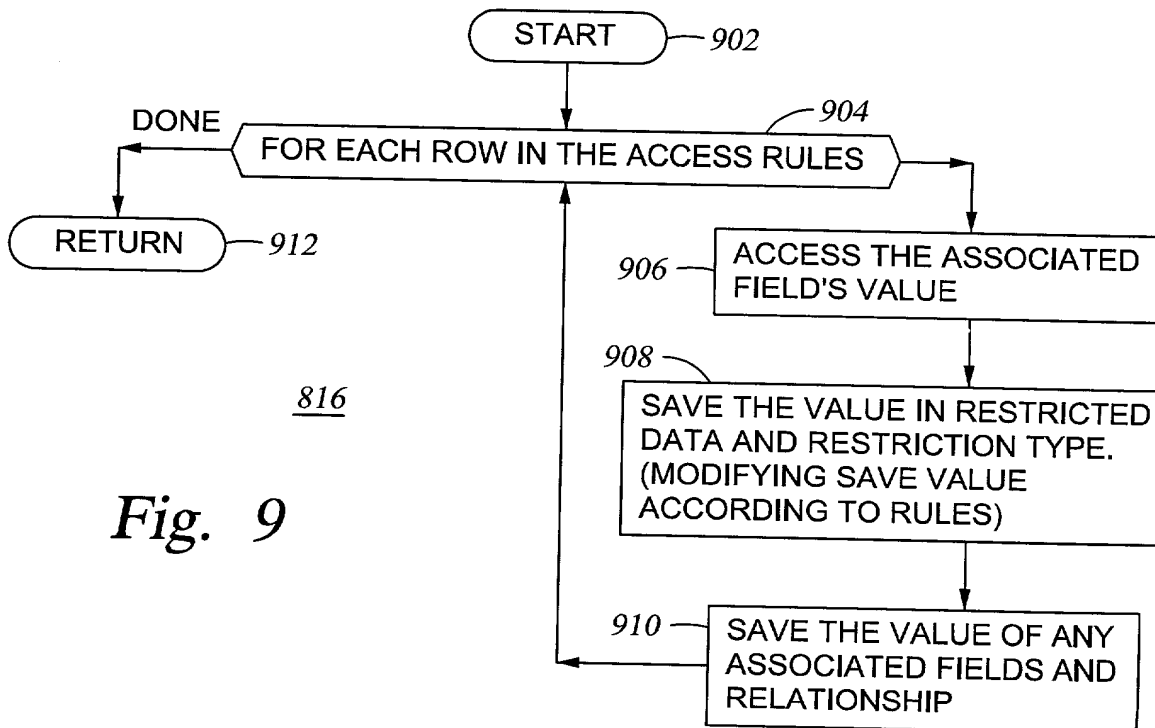 START
902
DONE
904
FOR EACH ROW IN THE ACCESS RULES
RETURN
912
906
ACCESS THE ASSOCIATED
FIELD'S VALUE
908
816
SAVE THE VALUE IN RESTRICTED
DATA AND RESTRICTION TYPE.
(MODIFYING SAVE VALUE
ACCORDING TO RULES)
Fig. 9
910
SAVE THE VALUE OF ANY
ASSOCIATED FIELDS AND
RELATIONSHIP